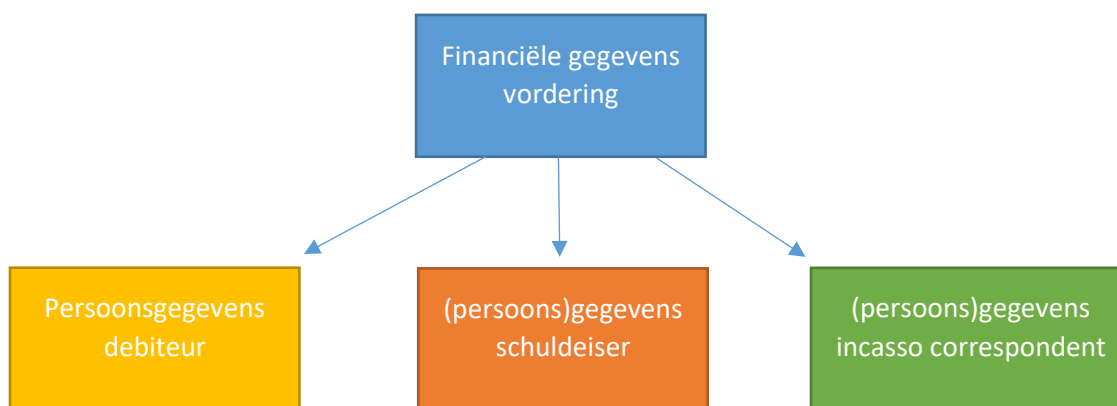 Financiële gegevens
vordering
Persoonsgegevens
debiteur
(persoons)gegevens
schuldeiser
(persoons)gegevens
incasso correspondent